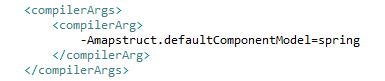 <compilerArgs>
<compilerArg>
-Amapstruct.defaultComponentModel=spring
</compilerArg>
</compilerArgs>